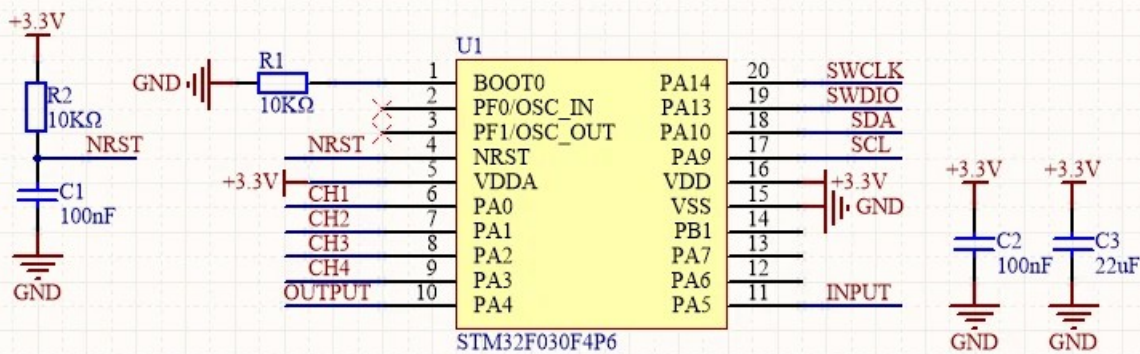 +3.3V
R2
10KΩ
NRST
C1
100nF
GND
GND
R1
10KΩ
NRST
+3.3V
CH1
CH2
CH3
CH4
OUTPUT
U1
1 BOOT0
2 PF0/OSC_IN
3 PF1/OSC_OUT
4 NRST
5 VDDA
6 PA0
7 PA1
8 PA2
9 PA3
10 PA4
PA14 20 SWCLK
PA13 19 SWDIO
PA10 18 SDA
PA9 17 SCL
VDD 16 +3.3V
VSS 15 GND
PB1 14
PA7 13
PA6 12
PA5 11 INPUT
STM32F030F4P6
+3.3V
C2
100nF
GND
+3.3V
C3
22uF
GND